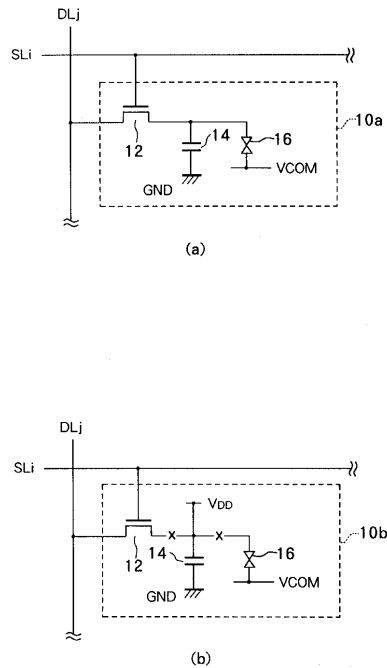 DLj
SLi
12
14
16
10a
GND
VCOM
(a)
DLj
SLi
VDD
12
14
16
10b
GND
VCOM
(b)